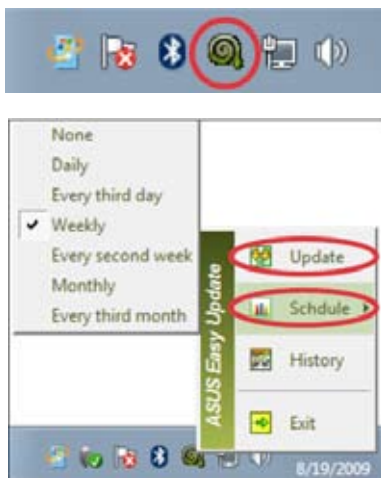 None
Daily
Every third day
Weekly
Every second week
Monthly
Every third month
ASUS Easy Update
Update
Schdule
History
Exit
8/19/2009